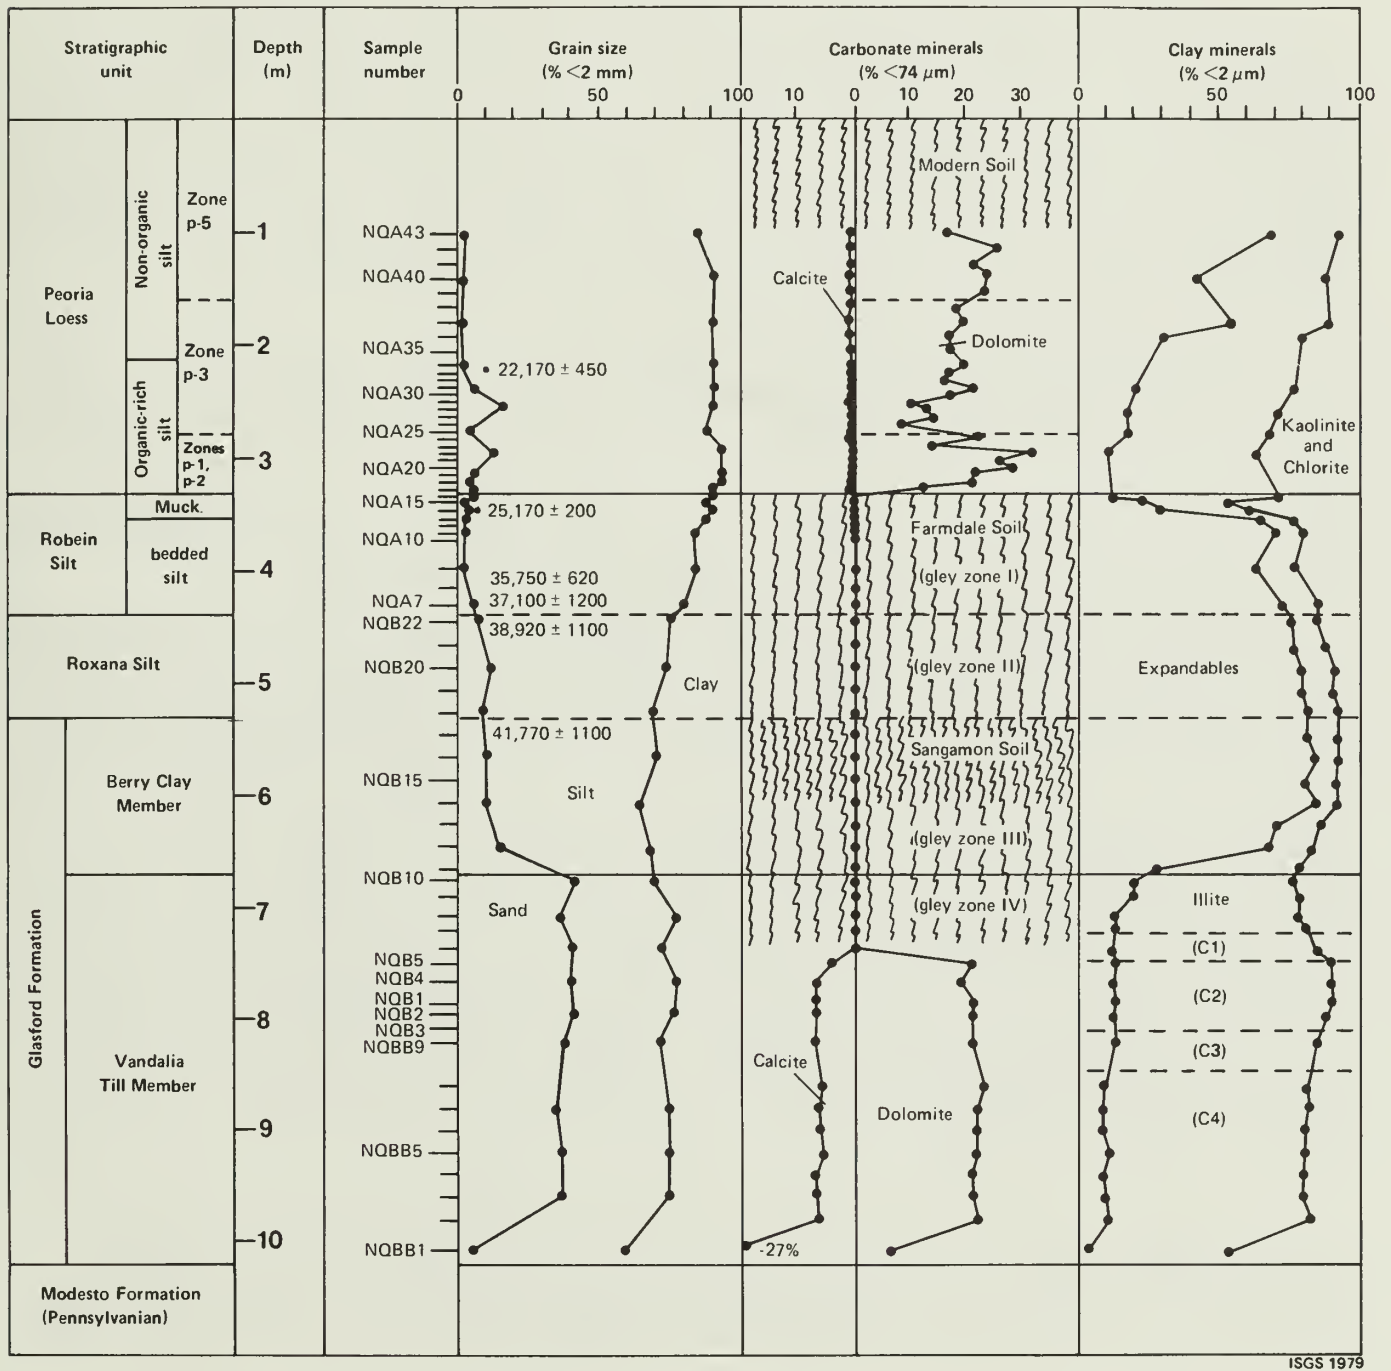 Stratigraphic
unit
Depth
(m)
Sample
number
Grain size
(% <2 mm)
Carbonate minerals
(% <74 μm)
Clay minerals
(% <2 μm)
0 50 100 10 0 10 20 30 0 50 100
Peoria
Loess
Non-organic
silt
Organic-rich
silt
Zone
p-5
Zone
p-3
Zones
p-1,
p-2
Robein
Silt
Muck.
bedded
silt
Roxana Silt
Glasford Formation
Berry Clay
Member
Vandalia
Till Member
Modesto Formation
(Pennsylvanian)
1
2
3
4
5
6
7
8
9
10
NQA43
NQA40
NQA35
NQA30
NQA25
NQA20
NQA15
NQA10
NQA7
NQB22
NQB20
NQB15
NQB10
NQB5
NQB4
NQB1
NQB2
NQB3
NQBB9
NQBB5
NQBB1
22,170 ± 450
25,170 ± 200
35,750 ± 620
37,100 ± 1200
38,920 ± 1100
41,770 ± 1100
Clay
Silt
Sand
Modern Soil
Calcite
Dolomite
Farmdale Soil
(gley zone I)
(gley zone II)
Sangamon Soil
(gley zone III)
(gley zone IV)
Calcite
Dolomite
-27%
Kaolinite
and
Chlorite
Expandables
Illite
(C1)
(C2)
(C3)
(C4)
ISGS 1979